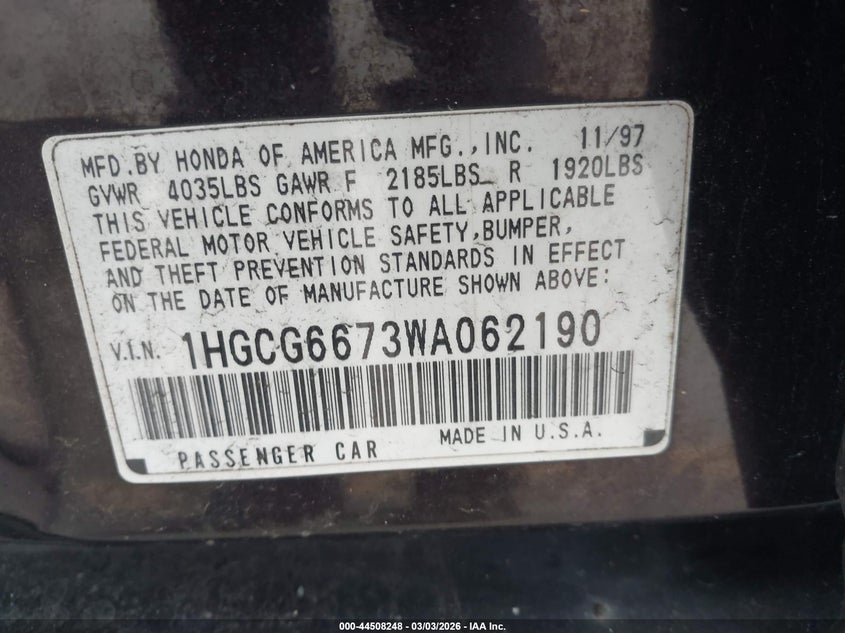 MFD.BY HONDA OF AMERICA MFG.,INC. 11/97
GVWR 4035LBS GAWR F 2185LBS R 1920LBS
THIS VEHICLE CONFORMS TO ALL APPLICABLE
FEDERAL MOTOR VEHICLE SAFETY,BUMPER,
AND THEFT PREVENTION STANDARDS IN EFFECT
ON THE DATE OF MANUFACTURE SHOWN ABOVE:
V.I.N. 1HGCG6673WA062190
PASSENGER CAR MADE IN U.S.A.
000-44508248 - 03/03/2026 - IAA Inc.